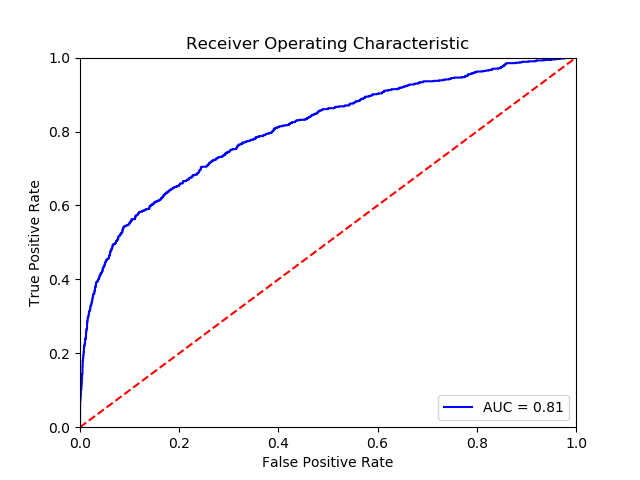 Receiver Operating Characteristic
1.0
0.8
0.6
0.4
0.2
0.0
True Positive Rate
AUC = 0.81
0.0 0.2 0.4 0.6 0.8 1.0
False Positive Rate